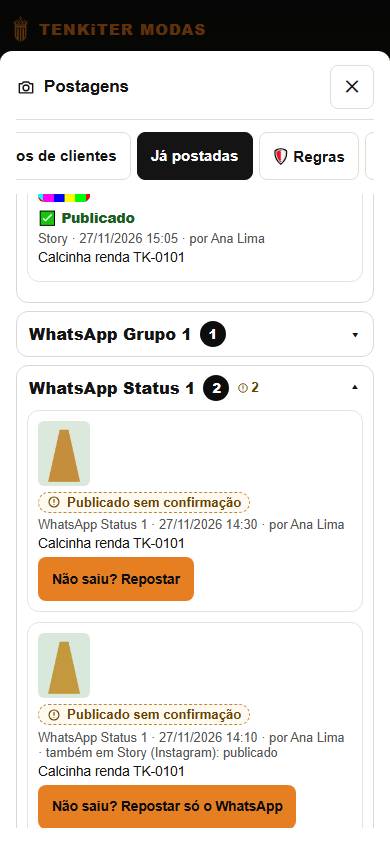 TENKiTER MODAS
Postagens
os de clientes
Já postadas
Regras
Publicado
Story · 27/11/2026 15:05 · por Ana Lima
Calcinha renda TK-0101
WhatsApp Grupo 1 1
WhatsApp Status 1 2 2
Publicado sem confirmação
WhatsApp Status 1 · 27/11/2026 14:30 · por Ana Lima
Calcinha renda TK-0101
Não saiu? Repostar
Publicado sem confirmação
WhatsApp Status 1 · 27/11/2026 14:10 · por Ana Lima
· também em Story (Instagram): publicado
Calcinha renda TK-0101
Não saiu? Repostar só o WhatsApp